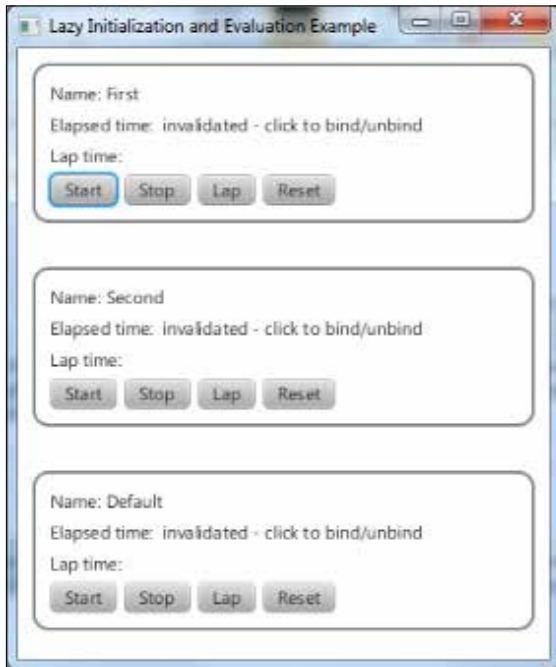 Lazy Initialization and Evaluation Example
Name: First
Elapsed time: invalidated - click to bind/unbind
Lap time:
Start Stop Lap Reset
Name: Second
Elapsed time: invalidated - click to bind/unbind
Lap time:
Start Stop Lap Reset
Name: Default
Elapsed time: invalidated - click to bind/unbind
Lap time:
Start Stop Lap Reset